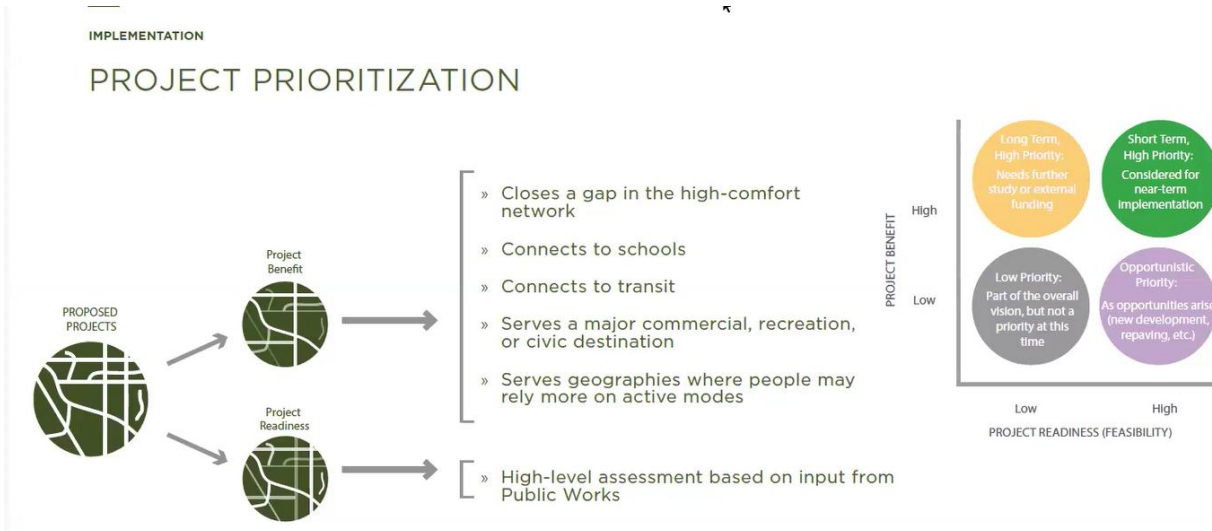 IMPLEMENTATION
PROJECT PRIORITIZATION
PROPOSED
PROJECTS
Project
Benefit
Project
Readiness
» Closes a gap in the high-comfort
network
» Connects to schools
» Connects to transit
» Serves a major commercial, recreation,
or civic destination
» Serves geographies where people may
rely more on active modes
» High-level assessment based on input from
Public Works
PROJECT BENEFIT
High
Low
Long Term,
High Priority:
Needs further
study or external
funding
Short Term,
High Priority:
Considered for
near-term
implementation
Low Priority:
Part of the overall
vision, but not a
priority at this
time
Opportunistic
Priority:
As opportunities arise
(new development,
repaving, etc.)
Low
High
PROJECT READINESS (FEASIBILITY)